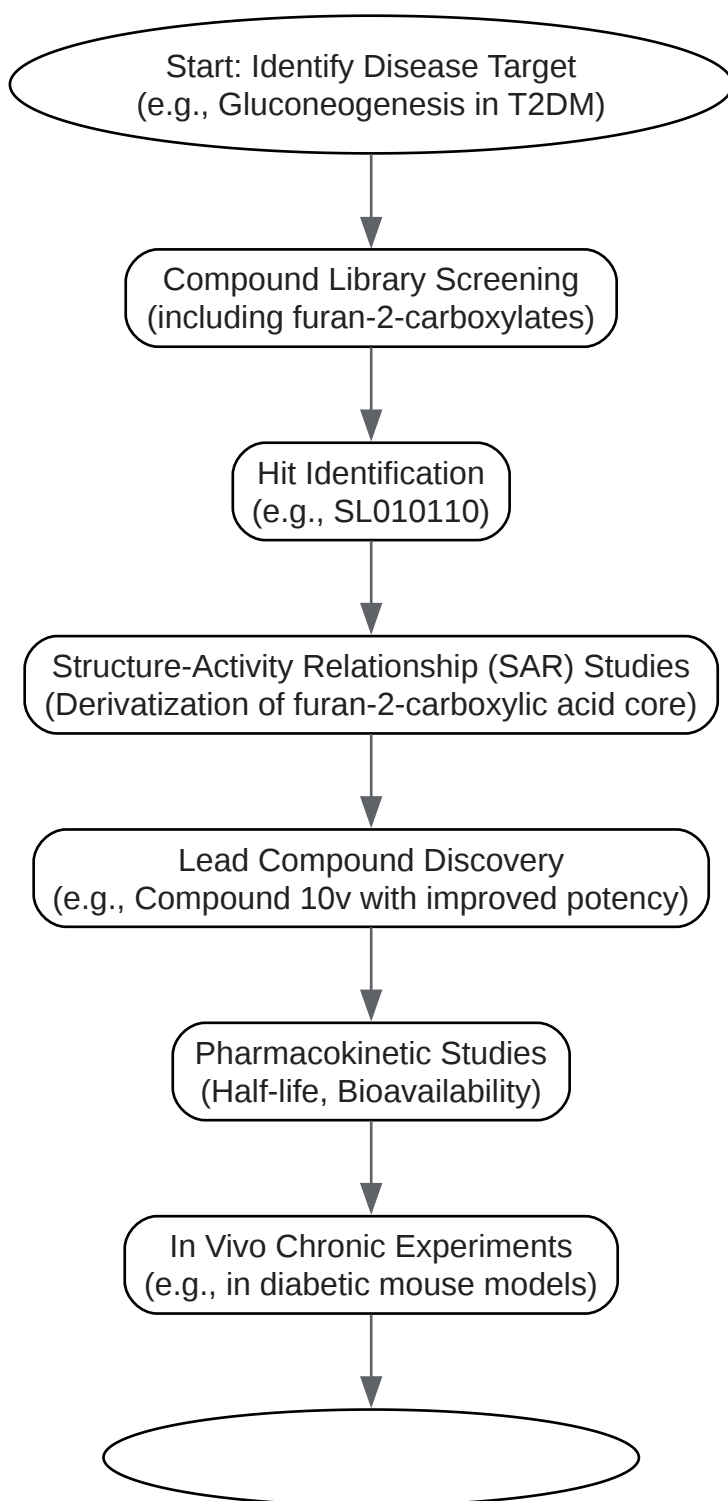 Start: Identify Disease Target
(e.g., Gluconeogenesis in T2DM)
Compound Library Screening
(including furan-2-carboxylates)
Hit Identification
(e.g., SL010110)
Structure-Activity Relationship (SAR) Studies
(Derivatization of furan-2-carboxylic acid core)
Lead Compound Discovery
(e.g., Compound 10v with improved potency)
Pharmacokinetic Studies
(Half-life, Bioavailability)
In Vivo Chronic Experiments
(e.g., in diabetic mouse models)